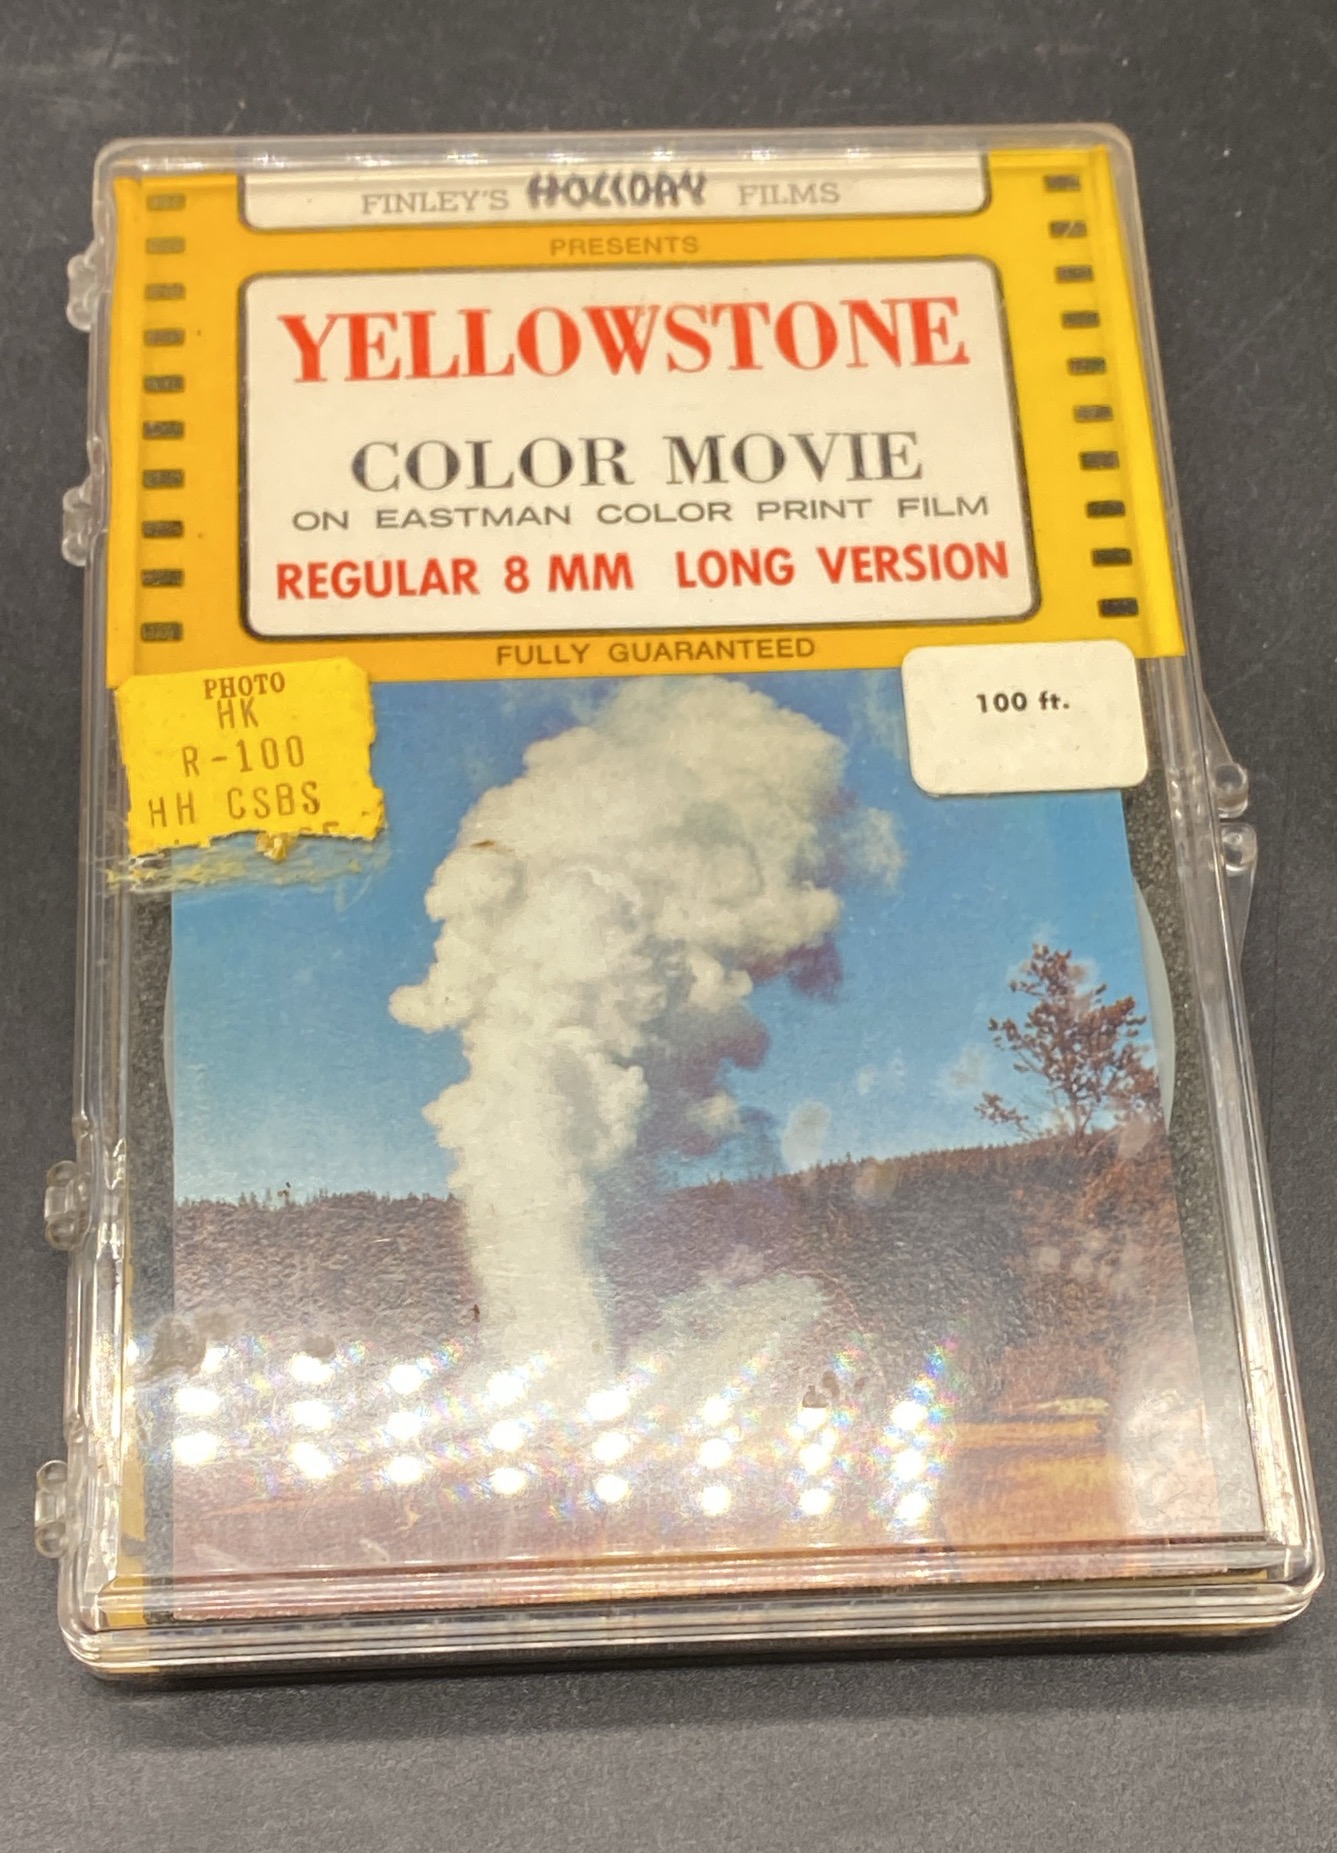 FINLEY'S HOLIDAY FILMS
PRESENTS
YELLOWSTONE
COLOR MOVIE
ON EASTMAN COLOR PRINT FILM
REGULAR 8 MM LONG VERSION
FULLY GUARANTEED
PHOTO
HK
R-100
HH CSBS
100 ft.